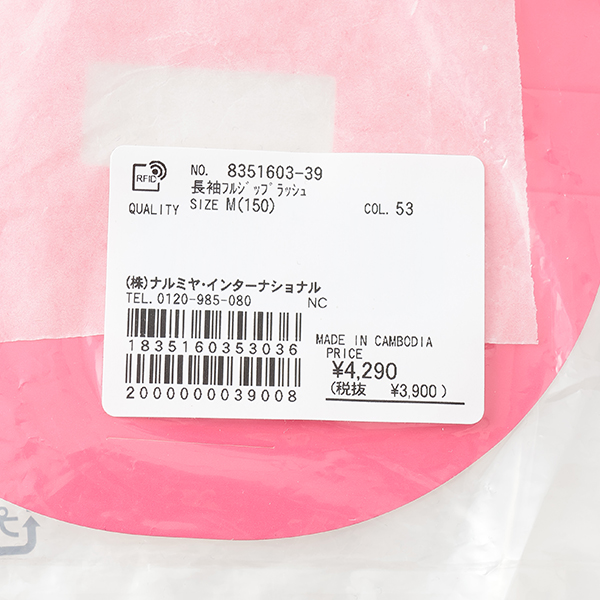 RFID
NO. 8351603-39
長袖ﾌﾙｼﾞｯﾌﾟﾗｯｼｭ
QUALITY SIZE M(150) COL. 53
(株)ナルミヤ・インターナショナル
TEL. 0120-985-080 NC
1835160353036
MADE IN CAMBODIA
PRICE
¥4,290
(税抜 ¥3,900)
2000000039008